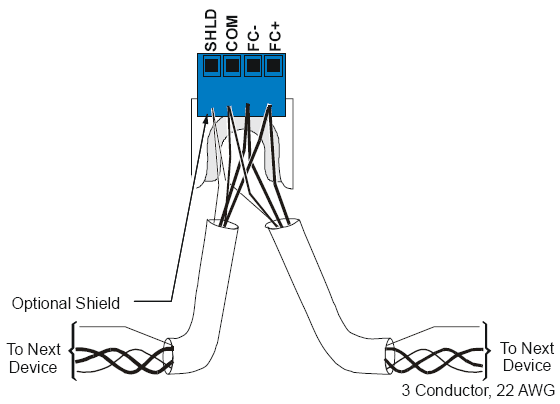 SHLD
COM
FC-
FC+
Optional Shield
To Next
Device
To Next
Device
3 Conductor, 22 AWG